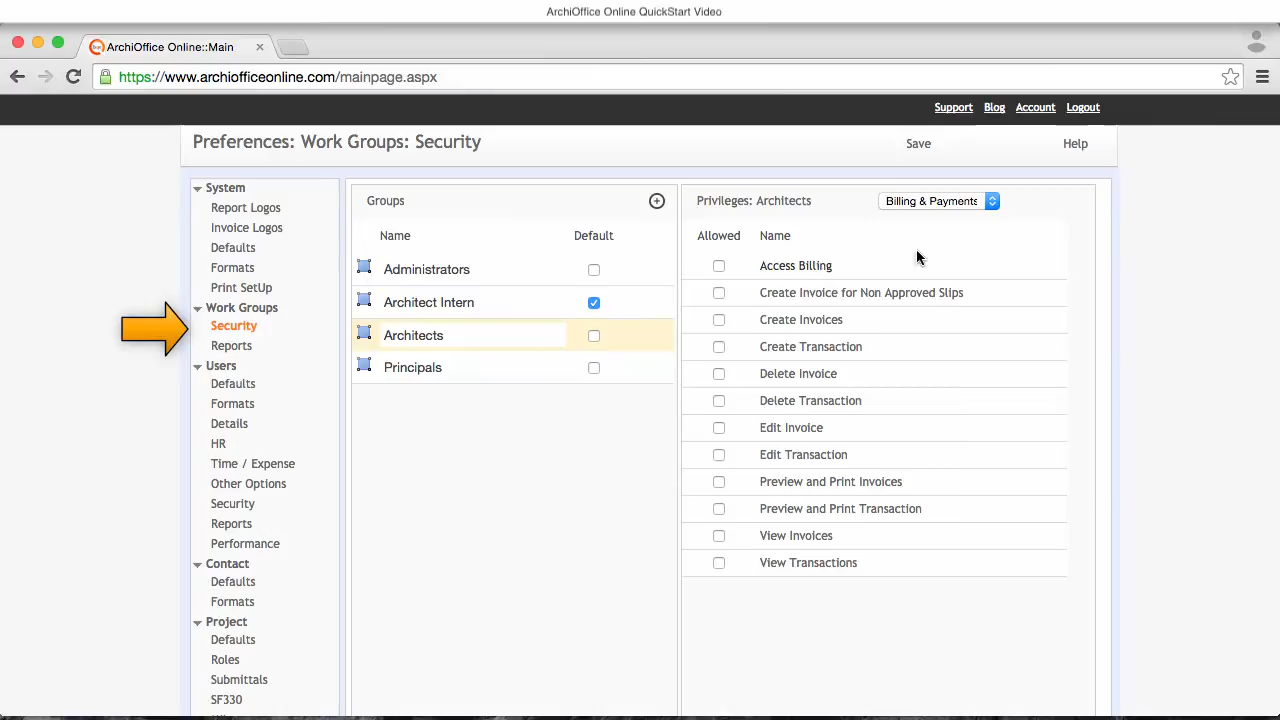 ArchiOffice Online QuickStart Video
ArchiOffice Online::Main
https://www.archiofficeonline.com/mainpage.aspx
Support Blog Account Logout
Preferences: Work Groups: Security
Save Help
System
Report Logos
Invoice Logos
Defaults
Formats
Print SetUp
Work Groups
Security
Reports
Users
Defaults
Formats
Details
HR
Time / Expense
Other Options
Security
Reports
Performance
Contact
Defaults
Formats
Project
Defaults
Roles
Submittals
SF330
Groups
Name Default
Administrators
Architect Intern
Architects
Principals
Privileges: Architects Billing & Payments
Allowed Name
Access Billing
Create Invoice for Non Approved Slips
Create Invoices
Create Transaction
Delete Invoice
Delete Transaction
Edit Invoice
Edit Transaction
Preview and Print Invoices
Preview and Print Transaction
View Invoices
View Transactions